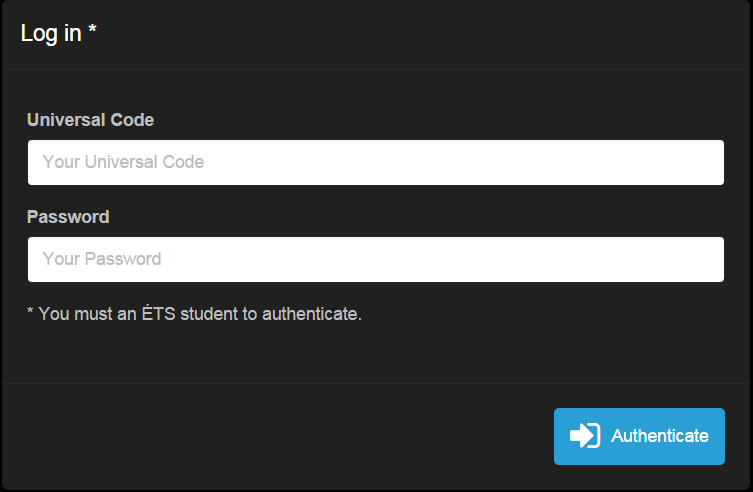 Log in *
Universal Code
Your Universal Code
Password
Your Password
* You must an ÉTS student to authenticate.
Authenticate